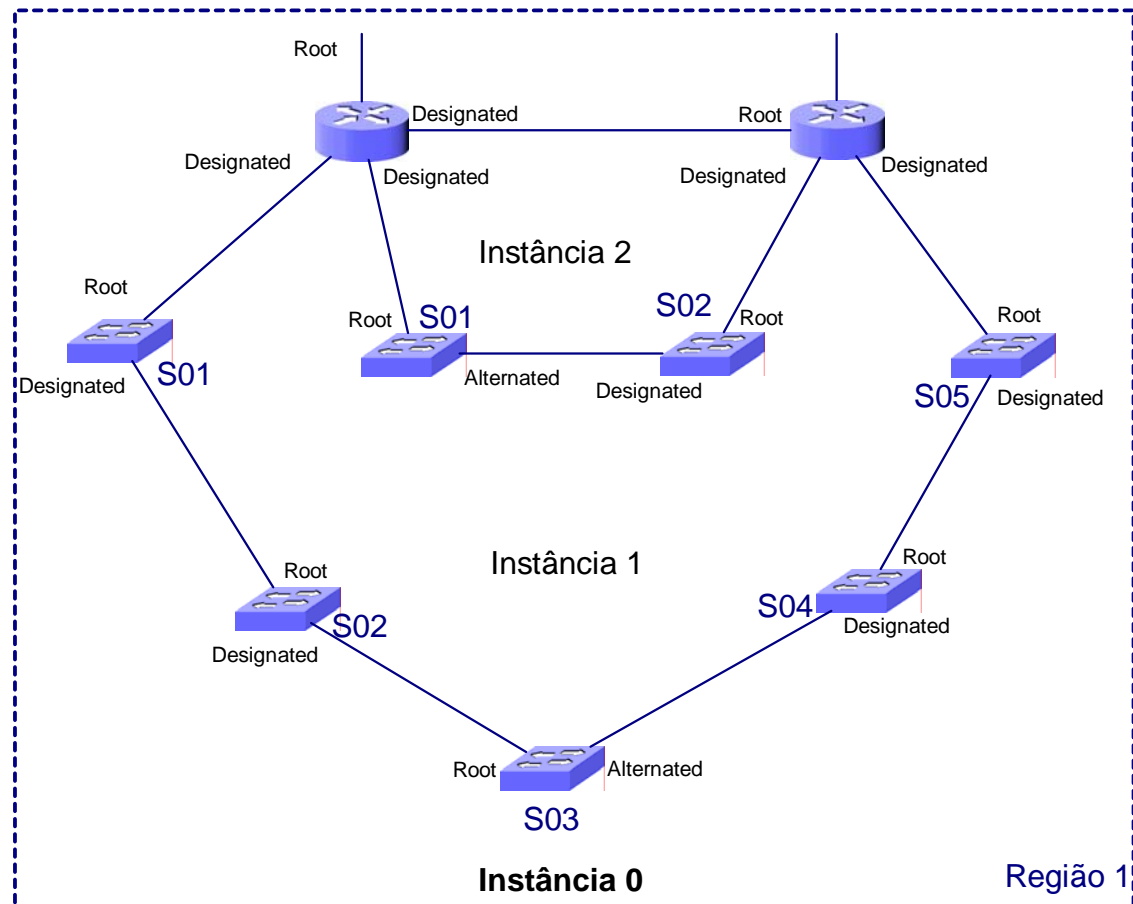 Root
Designated
Root
Designated
Designated
Designated
Designated
Instância 2
Root
S01
S02
Root
Root
Root
Designated
S01
Alternated
Designated
S05
Designated
Instância 1
Root
Root
S02
S04
Designated
Designated
Root
Alternated
S03
Instância 0
Região 1